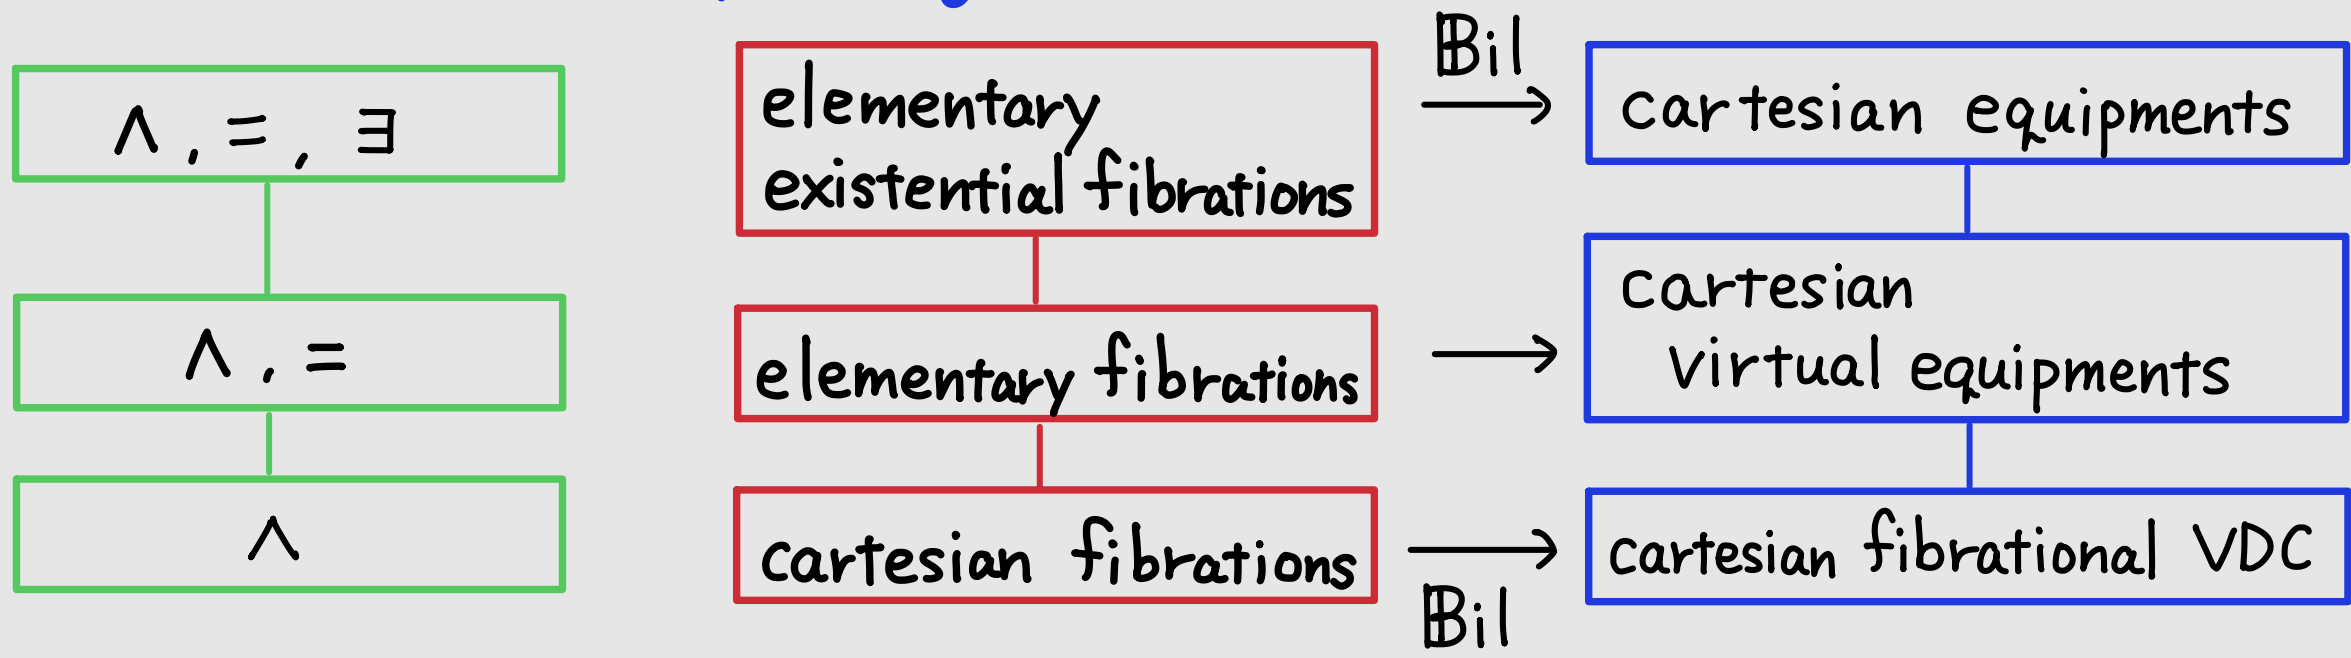 ∧, =, ∃
elementary
existential fibrations
𝔹il
cartesian equipments
∧, =
elementary fibrations
cartesian
virtual equipments
∧
cartesian fibrations
𝔹il
cartesian fibrational VDC